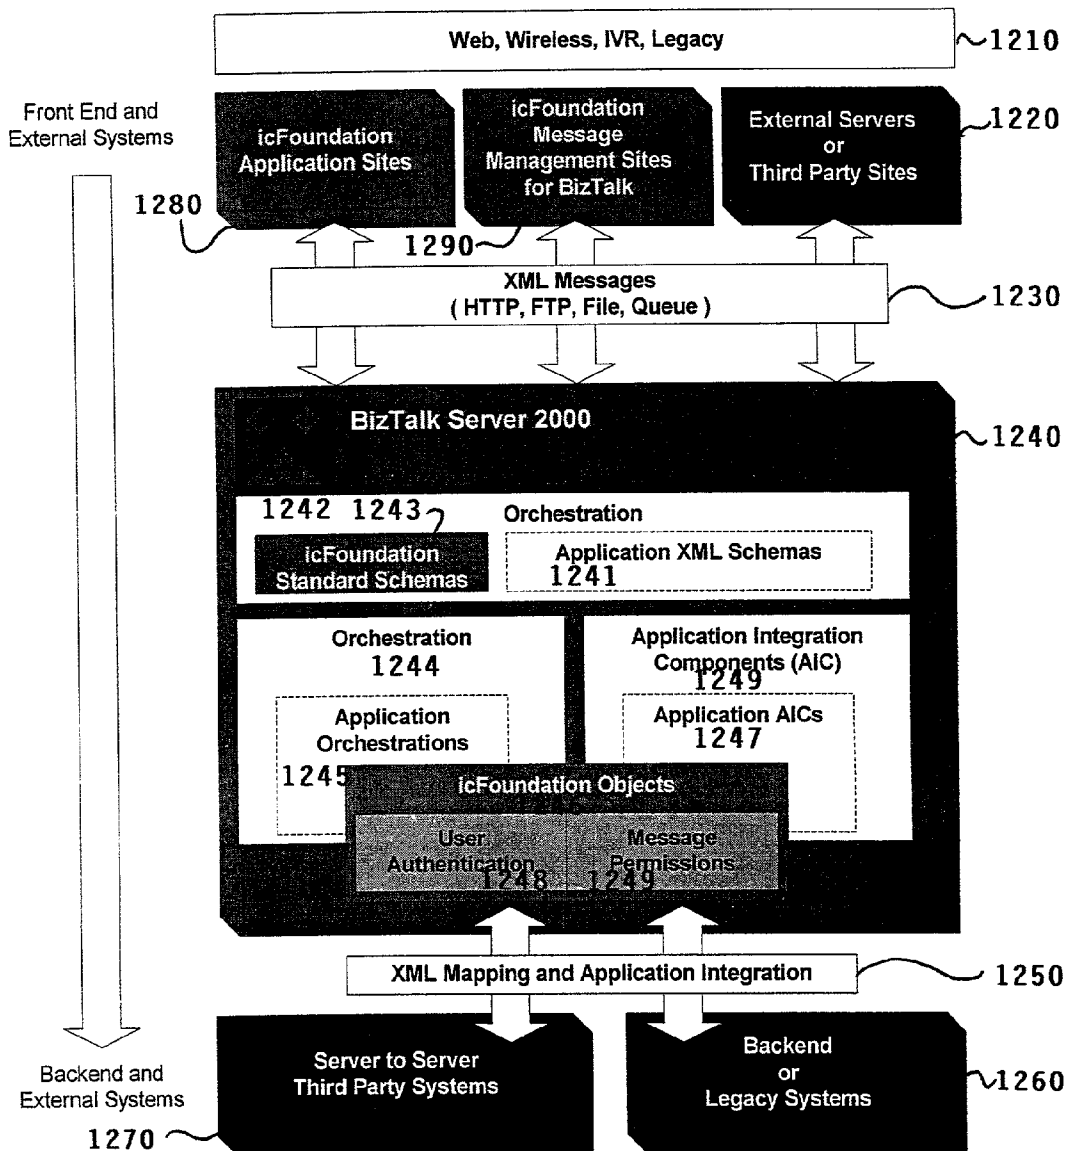 Web, Wireless, IVR, Legacy
1210
Front End and
External Systems
icFoundation
Application Sites
1280
icFoundation
Message
Management Sites
for BizTalk
1290
External Servers
or
Third Party Sites
1220
XML Messages
( HTTP, FTP, File, Queue )
1230
BizTalk Server 2000
1240
1242 1243
Orchestration
icFoundation
Standard Schemas
Application XML Schemas
1241
Orchestration
1244
Application
Orchestrations
1245
Application Integration
Components (AIC)
1249
Application AICs
1247
icFoundation Objects
User
Authentication
1248
Message
Permissions
1249
XML Mapping and Application Integration
1250
Server to Server
Third Party Systems
Backend
or
Legacy Systems
1260
Backend and
External Systems
1270